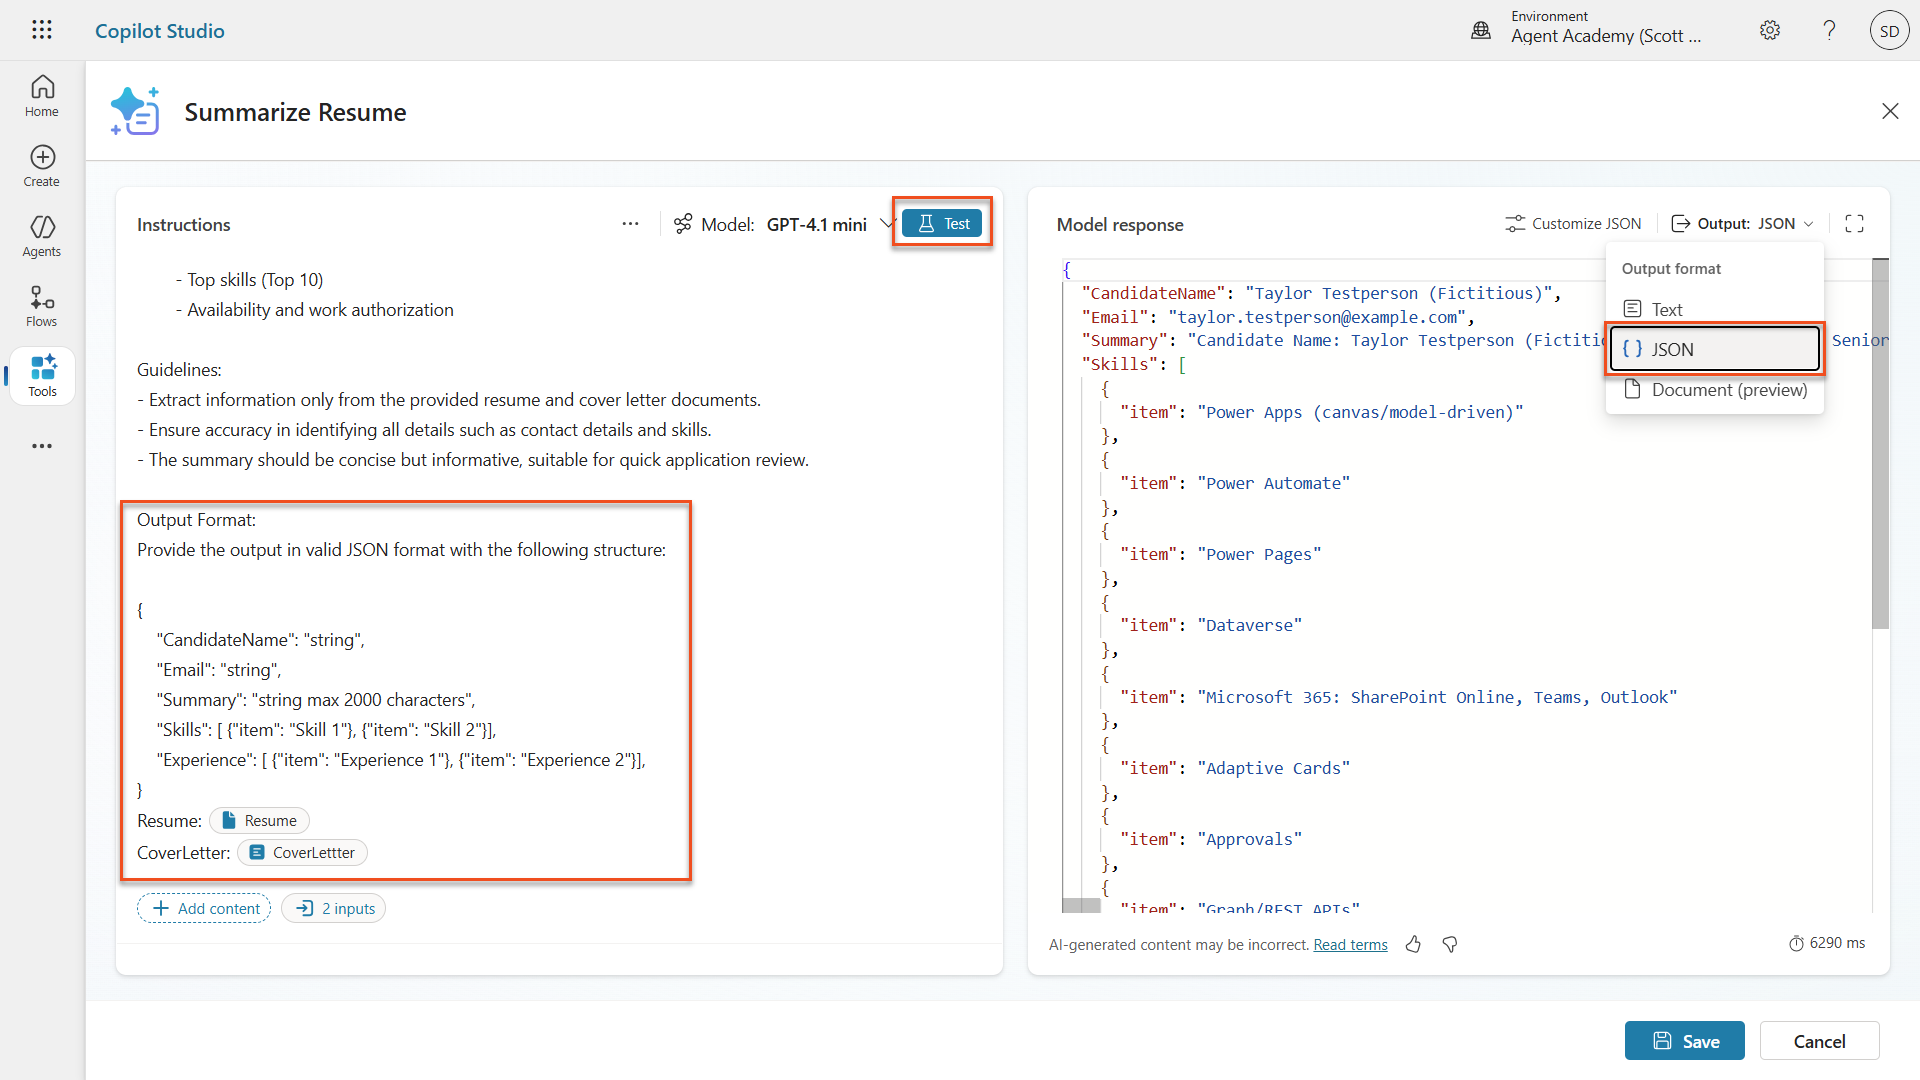 Copilot Studio
Environment
Agent Academy (Scott ...
SD
Home
Create
Agents
Flows
Tools
Summarize Resume
Instructions
Model: GPT-4.1 mini
Test
- Top skills (Top 10)
- Availability and work authorization
Guidelines:
- Extract information only from the provided resume and cover letter documents.
- Ensure accuracy in identifying all details such as contact details and skills.
- The summary should be concise but informative, suitable for quick application review.
Output Format:
Provide the output in valid JSON format with the following structure:
{
"CandidateName": "string",
"Email": "string",
"Summary": "string max 2000 characters",
"Skills": [ {"item": "Skill 1"}, {"item": "Skill 2"}],
"Experience": [ {"item": "Experience 1"}, {"item": "Experience 2"}],
}
Resume: Resume
CoverLetter: CoverLettter
Add content
2 inputs
Model response
Customize JSON
Output: JSON
Output format
Text
JSON
Document (preview)
{
"CandidateName": "Taylor Testperson (Fictitious)",
"Email": "taylor.testperson@example.com",
"Summary": "Candidate Name: Taylor Testperson (Fictitio Senior
"Skills": [
{
"item": "Power Apps (canvas/model-driven)"
},
{
"item": "Power Automate"
},
{
"item": "Power Pages"
},
{
"item": "Dataverse"
},
{
"item": "Microsoft 365: SharePoint Online, Teams, Outlook"
},
{
"item": "Adaptive Cards"
},
{
"item": "Approvals"
},
{
"item": "Graph/REST APIs"
AI-generated content may be incorrect. Read terms
6290 ms
Save
Cancel